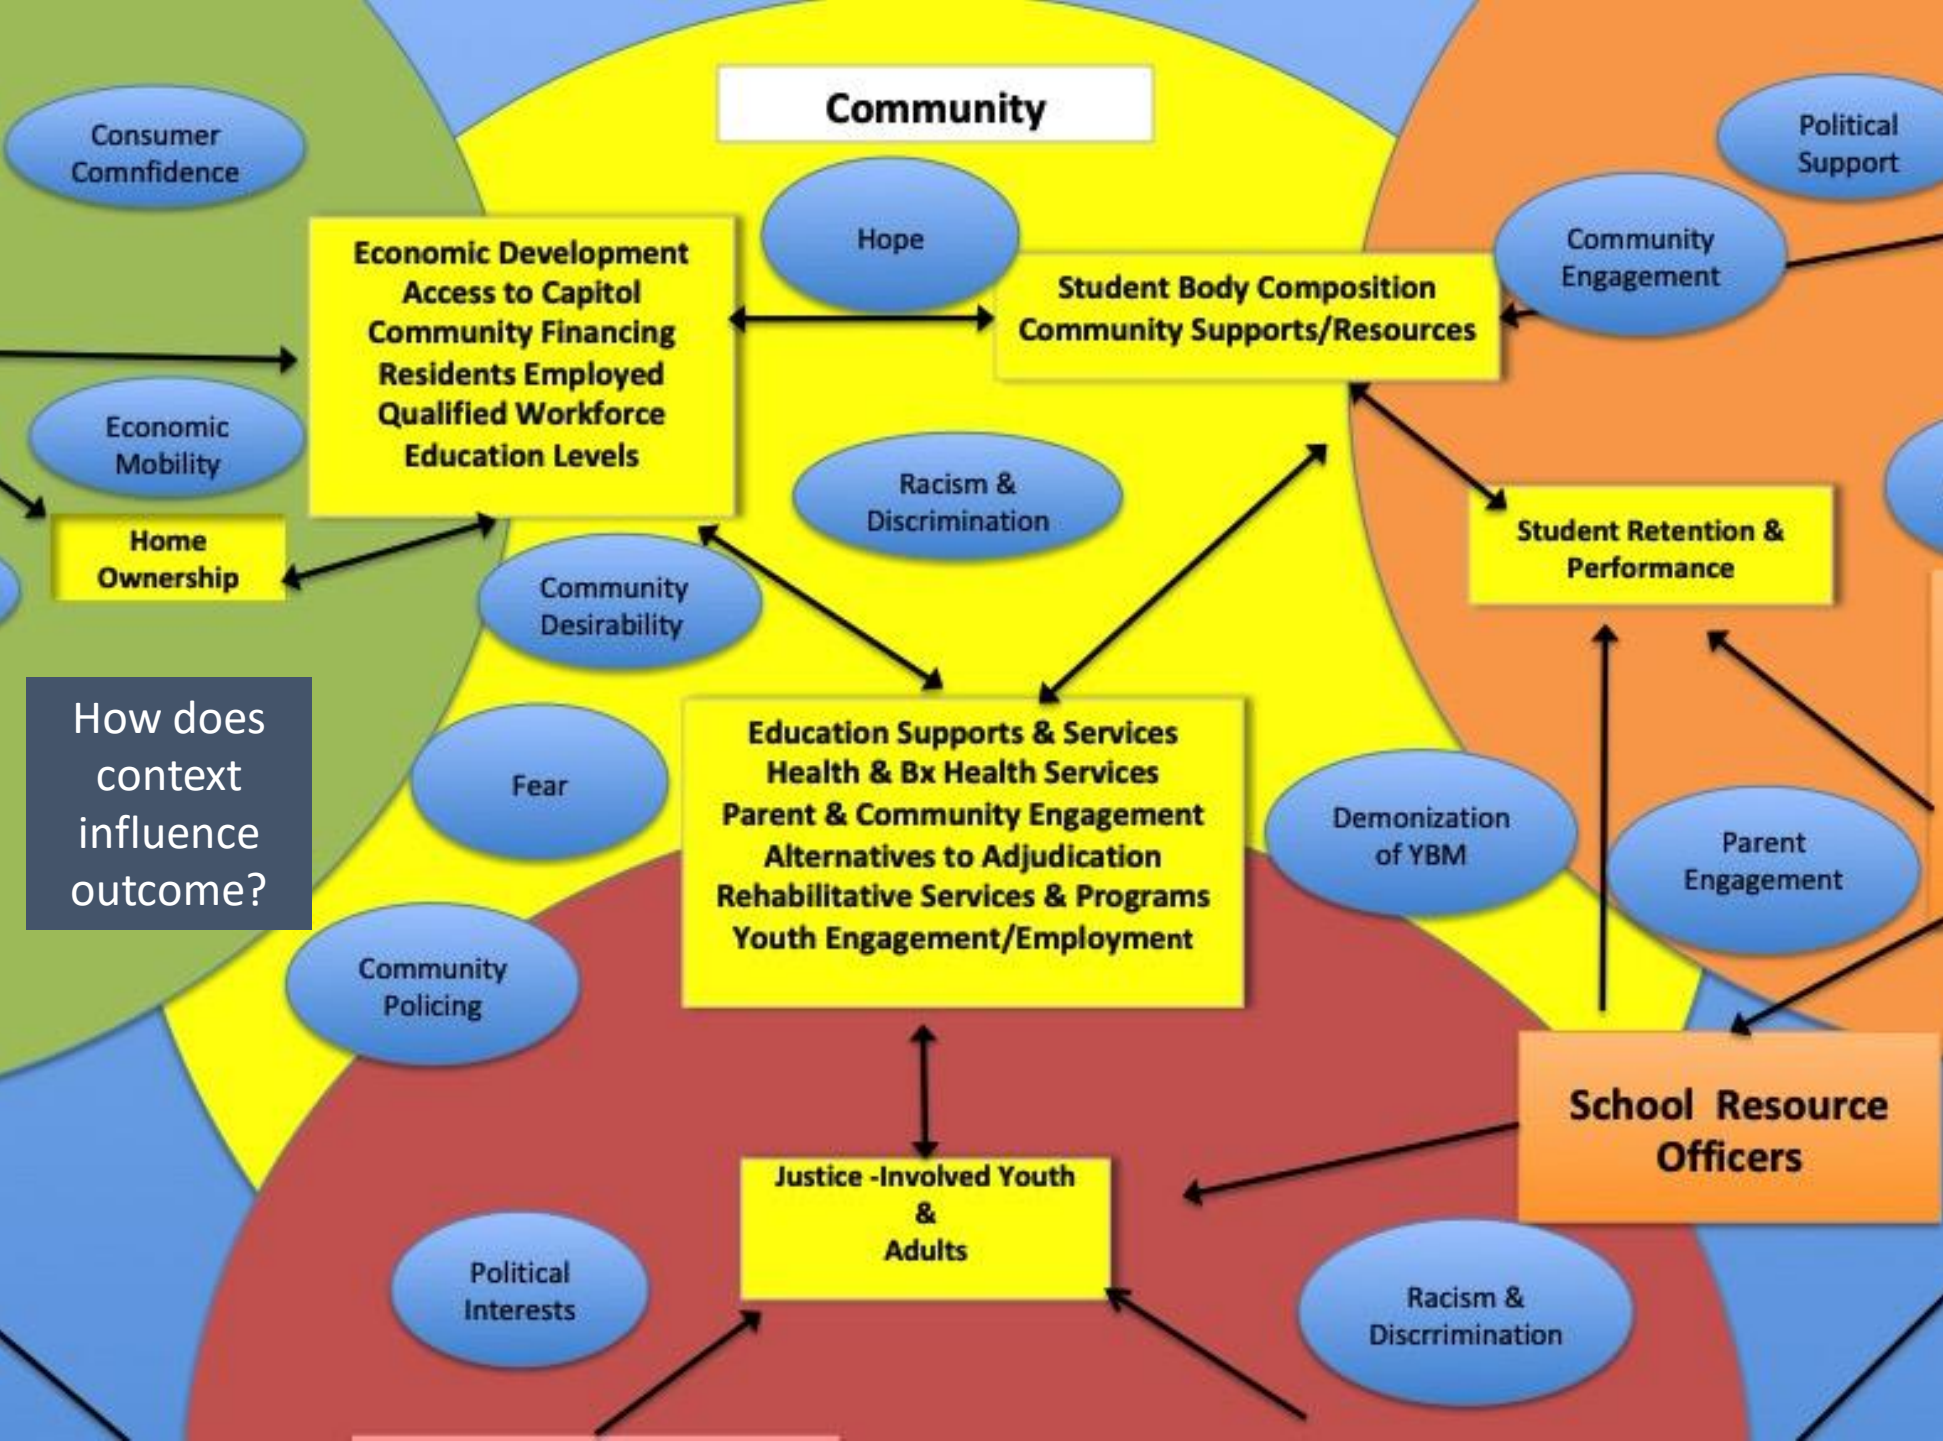 Community
Consumer
Comnfidence
Political
Support
Hope
Community
Engagement
Economic Development
Access to Capitol
Community Financing
Residents Employed
Qualified Workforce
Education Levels
Student Body Composition
Community Supports/Resources
Economic
Mobility
Racism &
Discrimination
Home
Ownership
Student Retention &
Performance
Community
Desirability
How does
context
influence
outcome?
Fear
Education Supports & Services
Health & Bx Health Services
Parent & Community Engagement
Alternatives to Adjudication
Rehabilitative Services & Programs
Youth Engagement/Employment
Demonization
of YBM
Parent
Engagement
Community
Policing
School  Resource
Officers
Justice -Involved Youth
&
Adults
Political
Interests
Racism &
Discrrimination